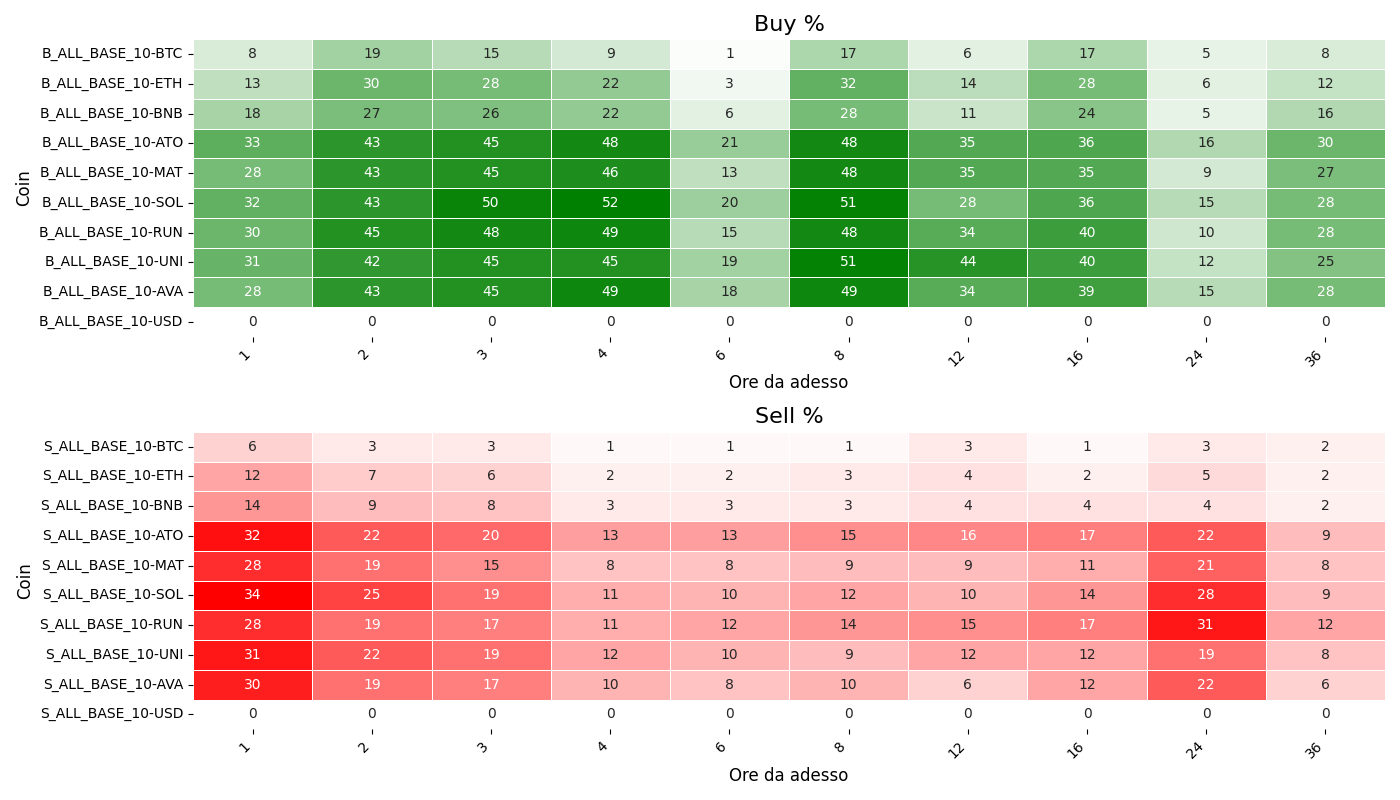 Buy %
Coin
B_ALL_BASE_10-BTC 8 19 15 9 1 17 6 17 5 8
B_ALL_BASE_10-ETH 13 30 28 22 3 32 14 28 6 12
B_ALL_BASE_10-BNB 18 27 26 22 6 28 11 24 5 16
B_ALL_BASE_10-ATO 33 43 45 48 21 48 35 36 16 30
B_ALL_BASE_10-MAT 28 43 45 46 13 48 35 35 9 27
B_ALL_BASE_10-SOL 32 43 50 52 20 51 28 36 15 28
B_ALL_BASE_10-RUN 30 45 48 49 15 48 34 40 10 28
B_ALL_BASE_10-UNI 31 42 45 45 19 51 44 40 12 25
B_ALL_BASE_10-AVA 28 43 45 49 18 49 34 39 15 28
B_ALL_BASE_10-USD 0 0 0 0 0 0 0 0 0 0
1 2 3 4 6 8 12 16 24 36
Ore da adesso
Sell %
Coin
S_ALL_BASE_10-BTC 6 3 3 1 1 1 3 1 3 2
S_ALL_BASE_10-ETH 12 7 6 2 2 3 4 2 5 2
S_ALL_BASE_10-BNB 14 9 8 3 3 3 4 4 4 2
S_ALL_BASE_10-ATO 32 22 20 13 13 15 16 17 22 9
S_ALL_BASE_10-MAT 28 19 15 8 8 9 9 11 21 8
S_ALL_BASE_10-SOL 34 25 19 11 10 12 10 14 28 9
S_ALL_BASE_10-RUN 28 19 17 11 12 14 15 17 31 12
S_ALL_BASE_10-UNI 31 22 19 12 10 9 12 12 19 8
S_ALL_BASE_10-AVA 30 19 17 10 8 10 6 12 22 6
S_ALL_BASE_10-USD 0 0 0 0 0 0 0 0 0 0
1 2 3 4 6 8 12 16 24 36
Ore da adesso